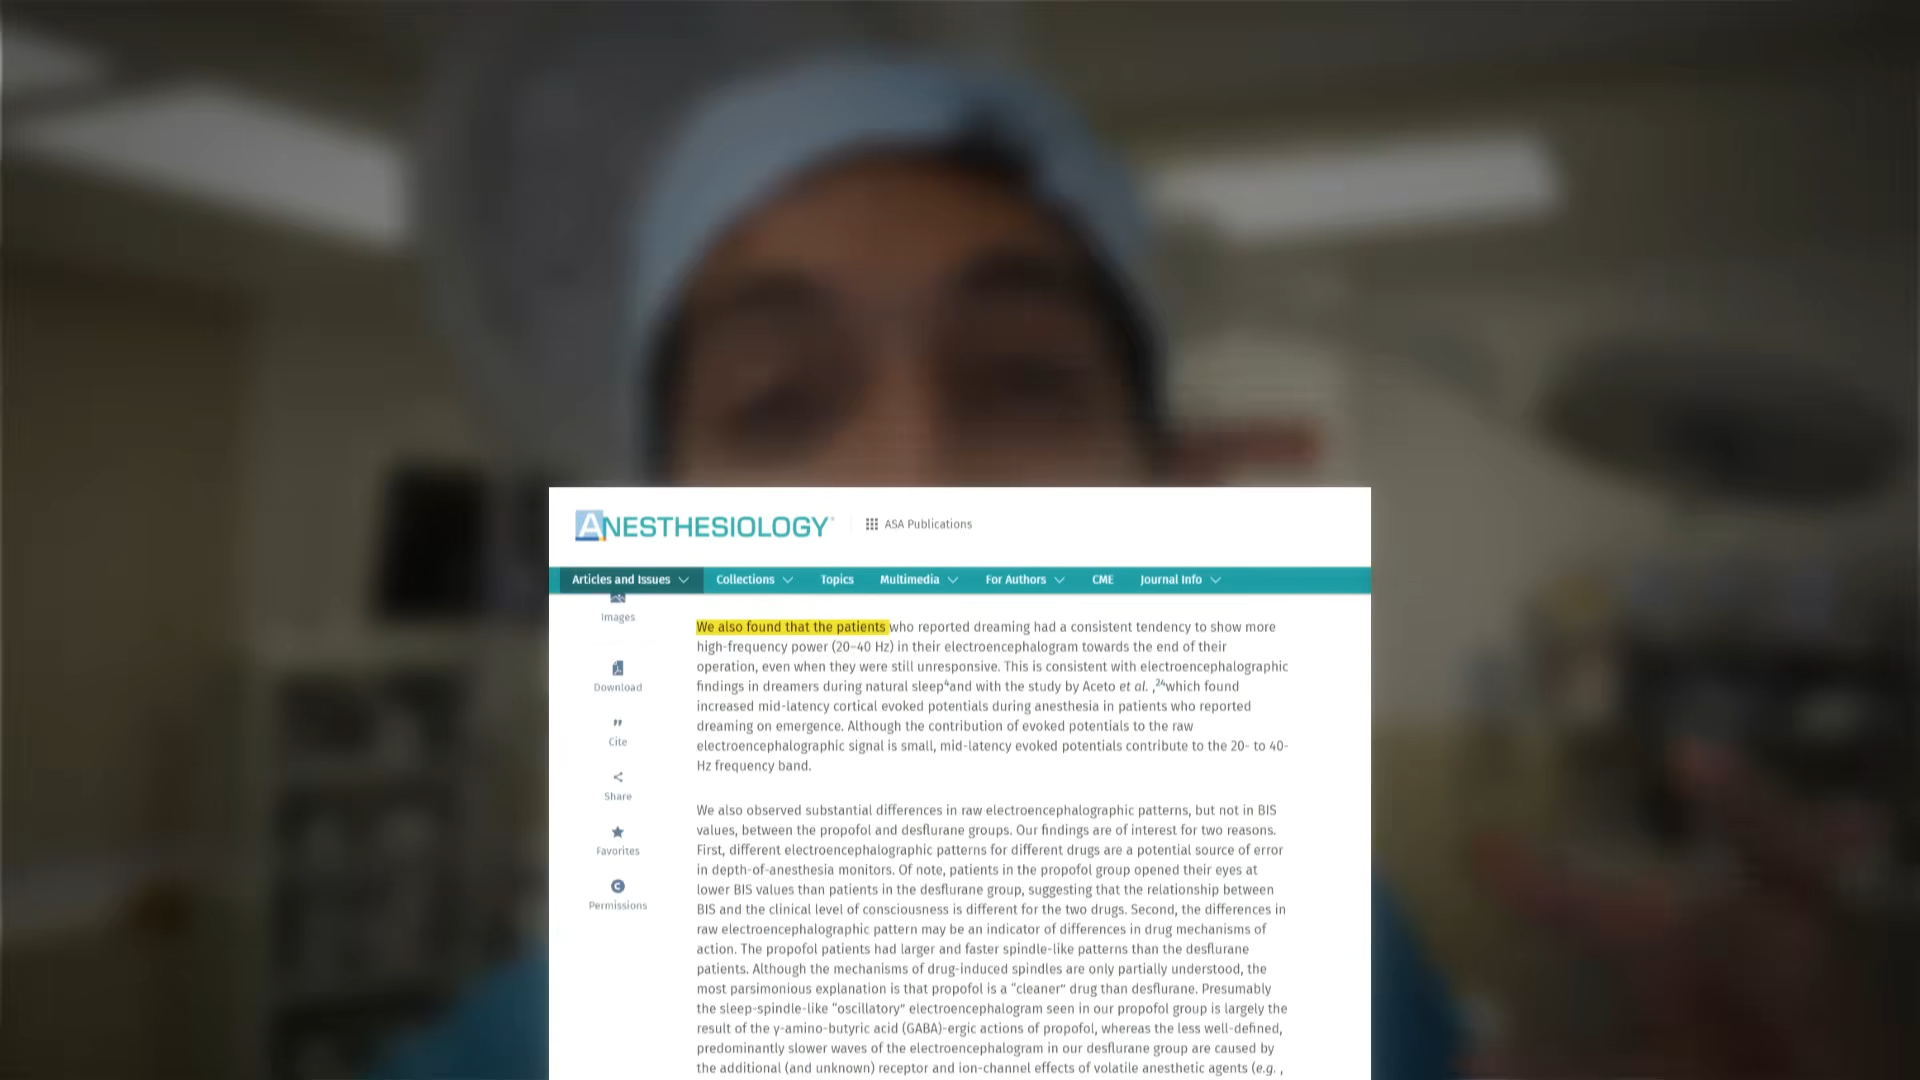 ANESTHESIOLOGY
ASA Publications
Articles and Issues Collections Topics Multimedia For Authors CME Journal Info
Images
Download
Cite
Share
Favorites
Permissions
We also found that the patients who reported dreaming had a consistent tendency to show more
high-frequency power (20–40 Hz) in their electroencephalogram towards the end of their
operation, even when they were still unresponsive. This is consistent with electroencephalographic
findings in dreamers during natural sleep4and with the study by Aceto et al. ,24which found
increased mid-latency cortical evoked potentials during anesthesia in patients who reported
dreaming on emergence. Although the contribution of evoked potentials to the raw
electroencephalographic signal is small, mid-latency evoked potentials contribute to the 20- to 40-
Hz frequency band.
We also observed substantial differences in raw electroencephalographic patterns, but not in BIS
values, between the propofol and desflurane groups. Our findings are of interest for two reasons.
First, different electroencephalographic patterns for different drugs are a potential source of error
in depth-of-anesthesia monitors. Of note, patients in the propofol group opened their eyes at
lower BIS values than patients in the desflurane group, suggesting that the relationship between
BIS and the clinical level of consciousness is different for the two drugs. Second, the differences in
raw electroencephalographic pattern may be an indicator of differences in drug mechanisms of
action. The propofol patients had larger and faster spindle-like patterns than the desflurane
patients. Although the mechanisms of drug-induced spindles are only partially understood, the
most parsimonious explanation is that propofol is a “cleaner” drug than desflurane. Presumably
the sleep-spindle-like “oscillatory” electroencephalogram seen in our propofol group is largely the
result of the γ-amino-butyric acid (GABA)-ergic actions of propofol, whereas the less well-defined,
predominantly slower waves of the electroencephalogram in our desflurane group are caused by
the additional (and unknown) receptor and ion-channel effects of volatile anesthetic agents (e.g. ,